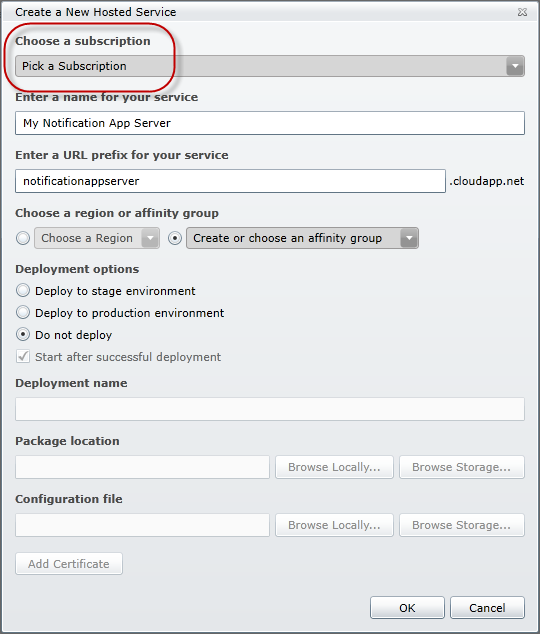 Create a New Hosted Service
Choose a subscription
Pick a Subscription
Enter a name for your service
My Notification App Server
Enter a URL prefix for your service
notificationappserver .cloudapp.net
Choose a region or affinity group
Choose a Region Create or choose an affinity group
Deployment options
Deploy to stage environment
Deploy to production environment
Do not deploy
Start after successful deployment
Deployment name
Package location
Browse Locally... Browse Storage...
Configuration file
Browse Locally... Browse Storage...
Add Certificate
OK Cancel